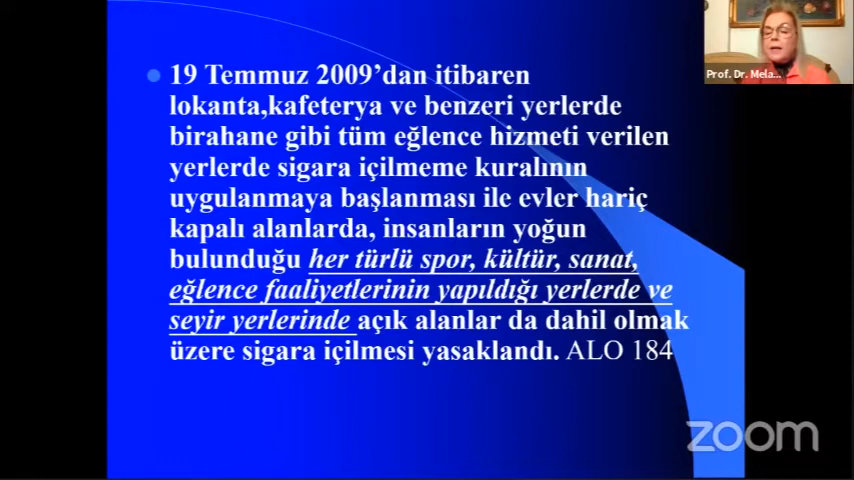 Prof. Dr. Mela...
19 Temmuz 2009’dan itibaren
lokanta,kafeterya ve benzeri yerlerde
birahane gibi tüm eğlence hizmeti verilen
yerlerde sigara içilmeme kuralının
uygulanmaya başlanması ile evler hariç
kapalı alanlarda, insanların yoğun
bulunduğu her türlü spor, kültür, sanat,
eğlence faaliyetlerinin yapıldığı yerlerde ve
seyir yerlerinde açık alanlar da dahil olmak
üzere sigara içilmesi yasaklandı. ALO 184
zoom